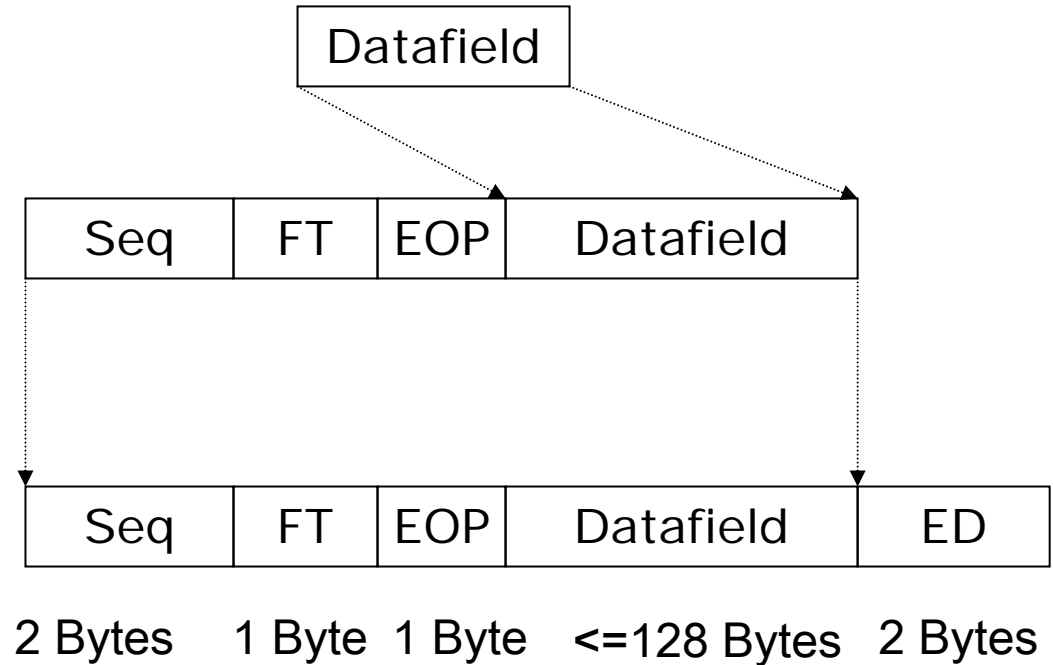 Datafield
Seq FT EOP Datafield
Seq FT EOP Datafield ED
2 Bytes 1 Byte 1 Byte <=128 Bytes 2 Bytes